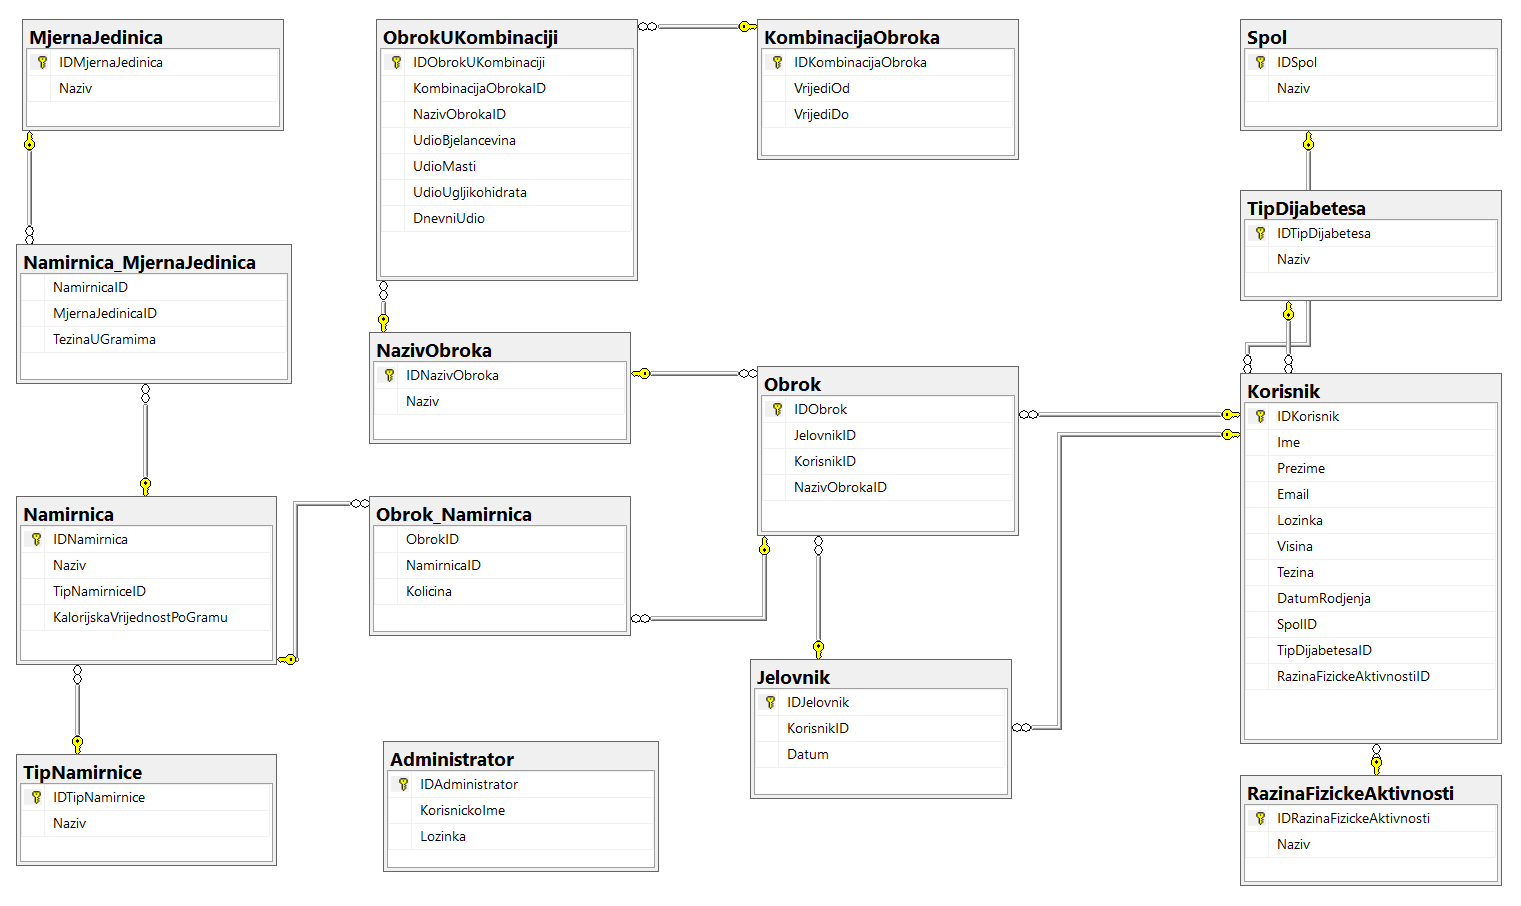 MjernaJedinica
IDMjernaJedinica
Naziv
ObrokUKombinaciji
IDObrokUKombinaciji
KombinacijaObrokaID
NazivObrokaID
UdioBjelancevina
UdioMasti
UdioUgljikohidrata
DnevniUdio
KombinacijaObroka
IDKombinacijaObroka
VrijediOd
VrijediDo
Spol
IDSpol
Naziv
TipDijabetesa
IDTipDijabetesa
Naziv
Namirnica_MjernaJedinica
NamirnicaID
MjernaJedinicaID
TezinaUGramima
NazivObroka
IDNazivObroka
Naziv
Obrok
IDObrok
JelovnikID
KorisnikID
NazivObrokaID
Korisnik
IDKorisnik
Ime
Prezime
Email
Lozinka
Visina
Tezina
DatumRodjenja
SpolID
TipDijabetesaID
RazinaFizickeAktivnostiID
Namirnica
IDNamirnica
Naziv
TipNamirniceID
KalorijskaVrijednostPoGramu
Obrok_Namirnica
ObrokID
NamirnicaID
Kolicina
Jelovnik
IDJelovnik
KorisnikID
Datum
TipNamirnice
IDTipNamirnice
Naziv
Administrator
IDAdministrator
KorisnickoIme
Lozinka
RazinaFizickeAktivnosti
IDRazinaFizickeAktivnosti
Naziv